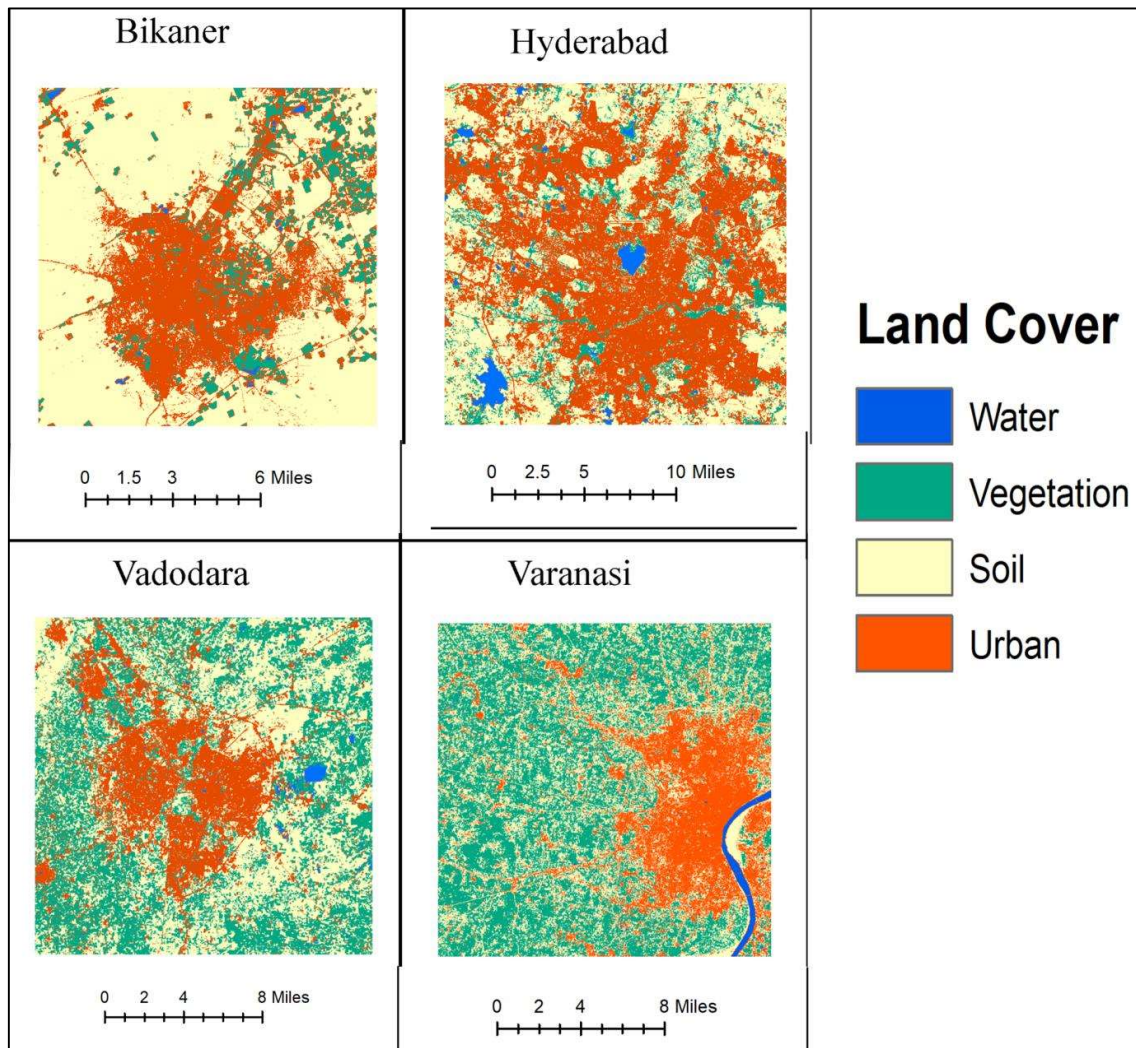 Bikaner
0 1.5 3 6 Miles
Hyderabad
0 2.5 5 10 Miles
Vadodara
0 2 4 8 Miles
Varanasi
0 2 4 8 Miles
Land Cover
Water
Vegetation
Soil
Urban